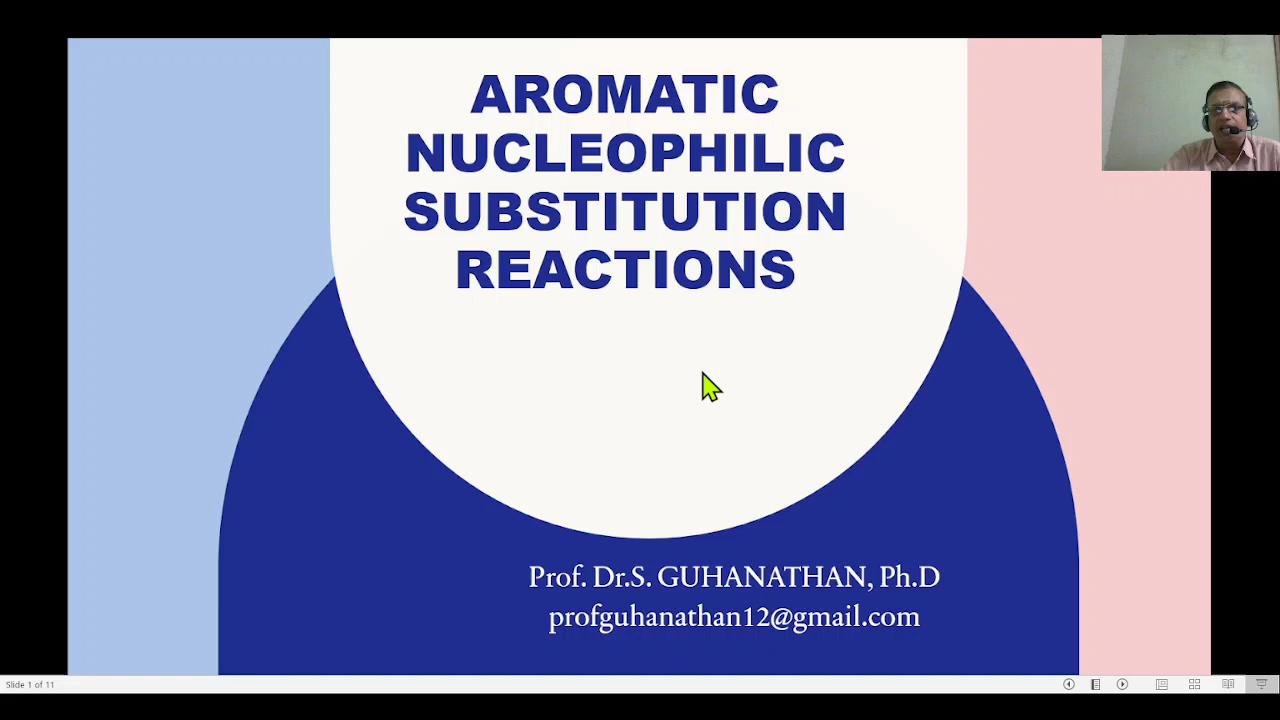 AROMATIC
NUCLEOPHILIC
SUBSTITUTION
REACTIONS
Prof. Dr.S. GUHANATHAN, Ph.D
profguhanathan12@gmail.com
Slide 1 of 11